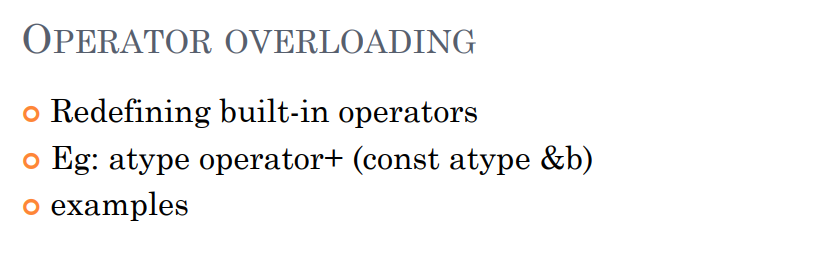 OPERATOR OVERLOADING
Redefining built-in operators
Eg: atype operator+ (const atype &b)
examples